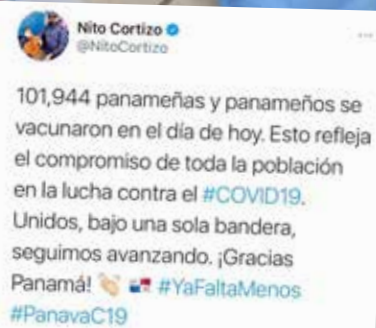 Nito Cortizo
@NitoCortizo
101,944 panameñas y panameños se
vacunaron en el día de hoy. Esto refleja
el compromiso de toda la población
en la lucha contra el #COVID19.
Unidos, bajo una sola bandera,
seguimos avanzando. ¡Gracias
Panamá! 👏🏻 🇵🇦 #YaFaltaMenos
#PanavaC19